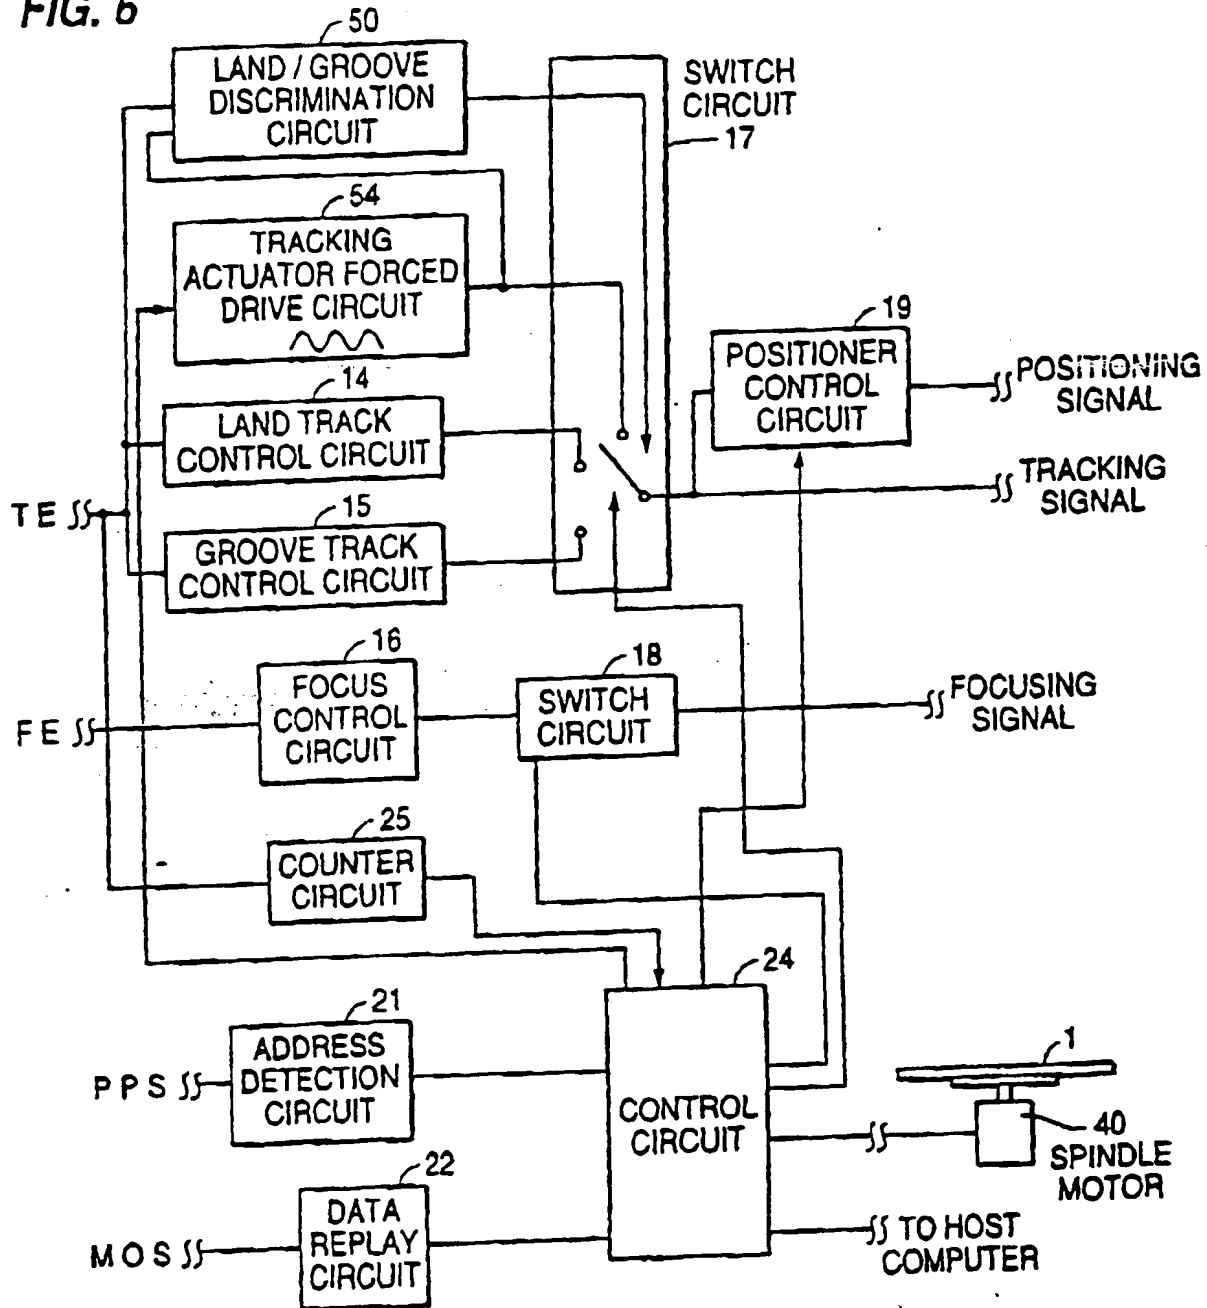 FIG. 6
50
LAND / GROOVE
DISCRIMINATION
CIRCUIT
SWITCH
CIRCUIT
17
54
TRACKING
ACTUATOR FORCED
DRIVE CIRCUIT
19
POSITIONER
CONTROL
CIRCUIT
POSITIONING
SIGNAL
14
LAND TRACK
CONTROL CIRCUIT
TRACKING
SIGNAL
TE
15
GROOVE TRACK
CONTROL CIRCUIT
16
FOCUS
CONTROL
CIRCUIT
18
SWITCH
CIRCUIT
FOCUSING
SIGNAL
FE
25
COUNTER
CIRCUIT
24
CONTROL
CIRCUIT
21
ADDRESS
DETECTION
CIRCUIT
PPS
1
40
SPINDLE
MOTOR
22
DATA
REPLAY
CIRCUIT
MOS
TO HOST
COMPUTER